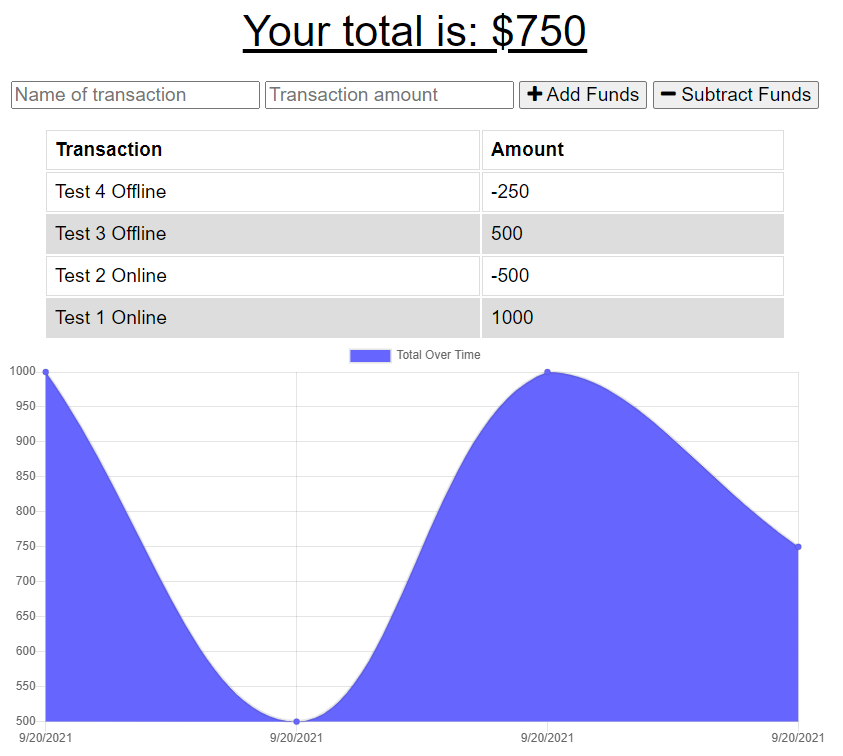 Your total is: $750
Name of transaction Transaction amount Add Funds Subtract Funds
Transaction Amount
Test 4 Offline -250
Test 3 Offline 500
Test 2 Online -500
Test 1 Online 1000
Total Over Time
1000
950
900
850
800
750
700
650
600
550
500
9/20/2021 9/20/2021 9/20/2021 9/20/2021